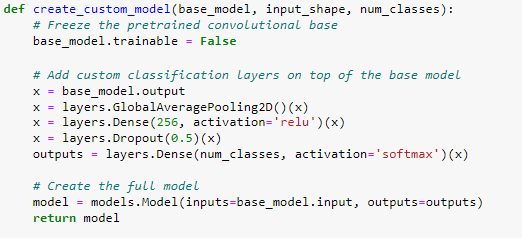 def create_custom_model(base_model, input_shape, num_classes):
    # Freeze the pretrained convolutional base
    base_model.trainable = False

    # Add custom classification layers on top of the base model
    x = base_model.output
    x = layers.GlobalAveragePooling2D()(x)
    x = layers.Dense(256, activation='relu')(x)
    x = layers.Dropout(0.5)(x)
    outputs = layers.Dense(num_classes, activation='softmax')(x)

    # Create the full model
    model = models.Model(inputs=base_model.input, outputs=outputs)
    return model